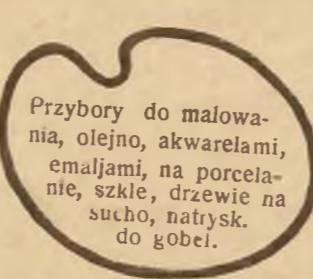 Przybory do malowa-
nia, olejno, akwarelami,
emaljami, na porcela-
nie, szkle, drzewie na
sucho, natrysk.
do gobel.